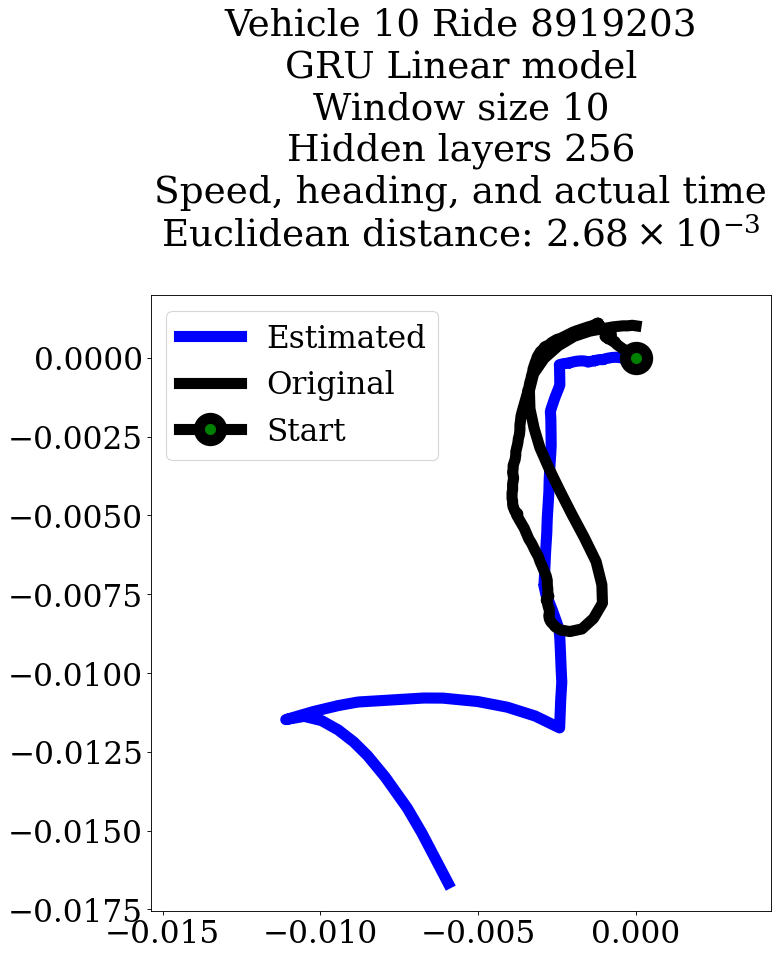 Vehicle 10 Ride 8919203
GRU Linear model
Window size 10
Hidden layers 256
Speed, heading, and actual time
Euclidean distance: 2.68 × 10⁻³
Estimated
Original
Start
0.0000
−0.0025
−0.0050
−0.0075
−0.0100
−0.0125
−0.0150
−0.0175
−0.015 −0.010 −0.005 0.000